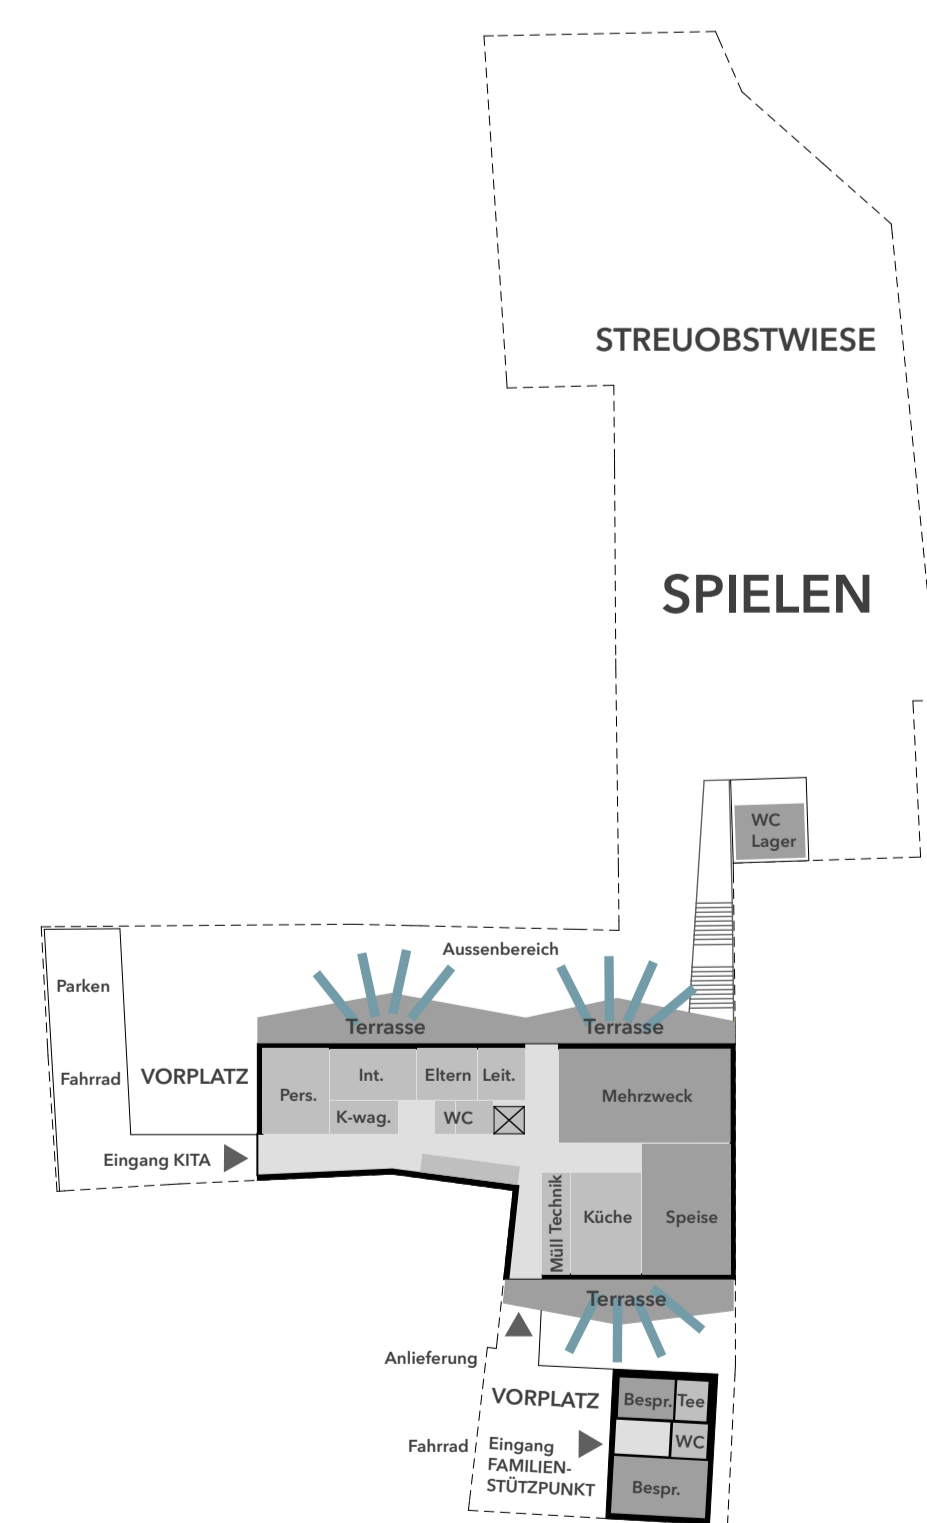 STREUOBSTWIESE
SPIELEN
WC
Lager
Aussenbereich
Parken
Terrasse
Terrasse
Fahrrad
VORPLATZ
Pers.
Int.
Eltern
Leit.
Mehrzweck
K-wag.
WC
Eingang KITA
Müll Technik
Küche
Speise
Terrasse
Anlieferung
VORPLATZ
Bespr.
Tee
Fahrrad
Eingang
FAMILIEN-
STÜTZPUNKT
WC
Bespr.